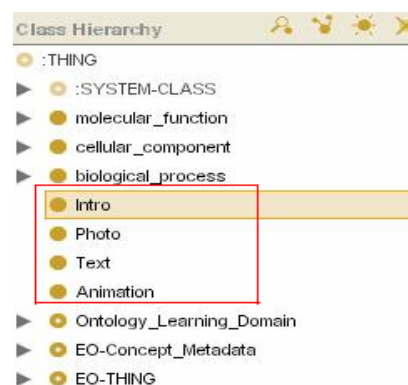 Class Hierarchy
:THING
:SYSTEM-CLASS
molecular_function
cellular_component
biological_process
Intro
Photo
Text
Animation
Ontology_Learning_Domain
EO-Concept_Metadata
EO-THING